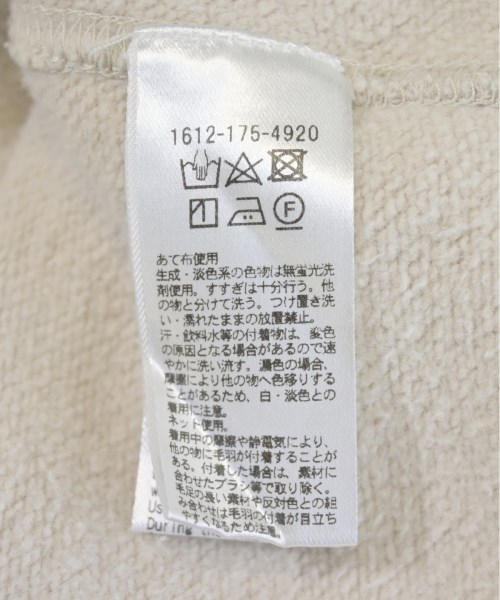 1612-175-4920
F
あて布使用
生成・淡色系の色物は無蛍光洗
剤使用。すすぎは十分行う。他
の物と分けて洗う。つけ置き洗
い・濡れたままの放置禁止。
汗・飲料水等の付着物は、変色
の原因となる場合があるので速
やかに洗い流す。濃色の場合、
摩擦により他の物へ色移りする
ことがあるため、白・淡色との
着用に注意。
ネット使用。
着用中の摩擦や静電気により、
他の物に毛羽が付着することが
ある。付着した場合は、素材に
合わせたブラシ等で取り除く。
毛足の長い素材や反対色との組
み合わせは毛羽の付着が目立ち
やすくなるため注意。
Us
During